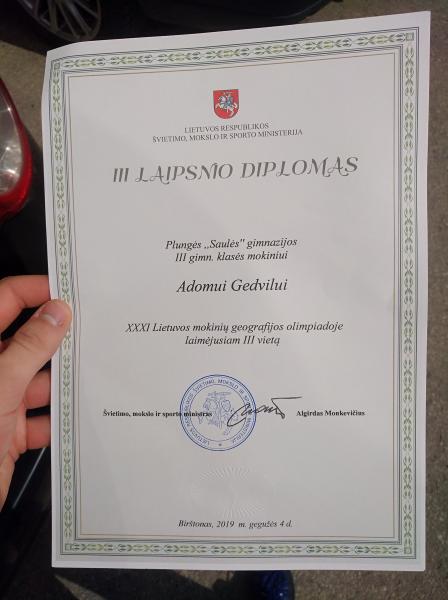 LIETUVOS RESPUBLIKOS
ŠVIETIMO, MOKSLO IR SPORTO MINISTERIJA
III LAIPSNIO DIPLOMAS
Plungės ,,Saulės" gimnazijos
III gimn. klasės mokiniui
Adomui Gedvilui
XXXI Lietuvos mokinių geografijos olimpiadoje
laimėjusiam III vietą
Švietimo, mokslo ir sporto ministras
Algirdas Monkevičius
Birštonas, 2019 m. gegužės 4 d.